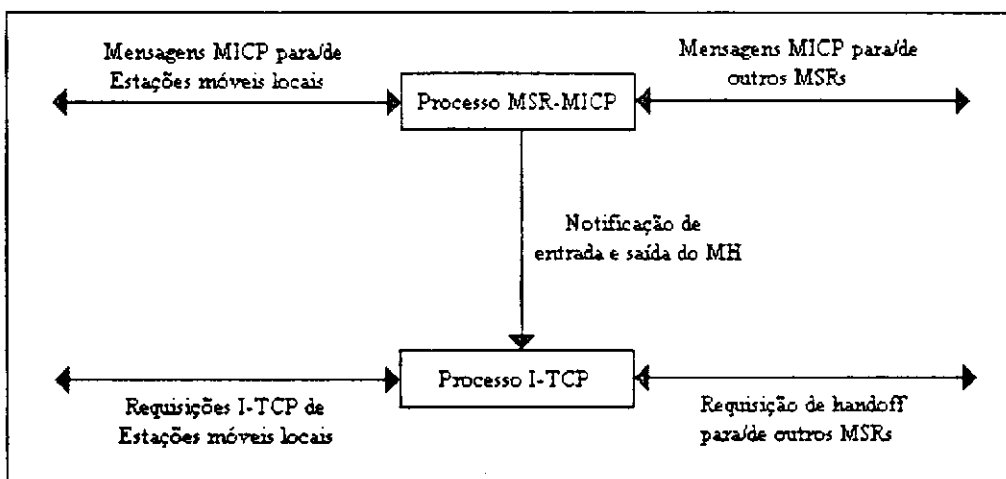 Mensagens MICP para/de
Estações móveis locais
Mensagens MICP para/de
outros MSRs
Processo MSR-MICP
Notificação de
entrada e saída do MH
Processo I-TCP
Requisições I-TCP de
Estações móveis locais
Requisição de handoff
para/de outros MSRs